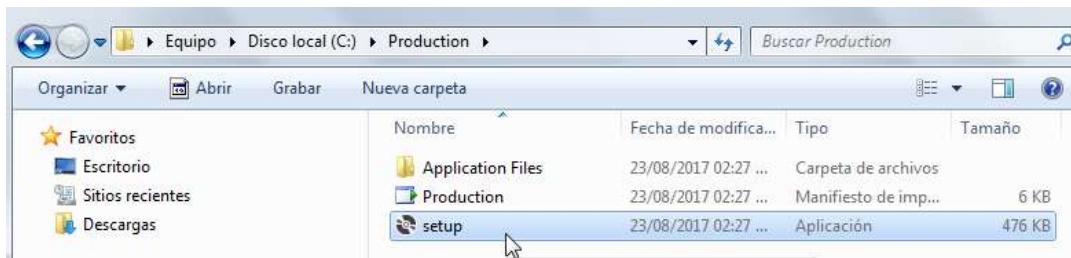 Equipo Disco local (C:) Production Buscar Production
Organizar Abrir Grabar Nueva carpeta
Favoritos
Escritorio
Sitios recientes
Descargas
Nombre Fecha de modifica... Tipo Tamaño
Application Files 23/08/2017 02:27 ... Carpeta de archivos
Production 23/08/2017 02:27 ... Manifiesto de imp... 6 KB
setup 23/08/2017 02:27 ... Aplicación 476 KB